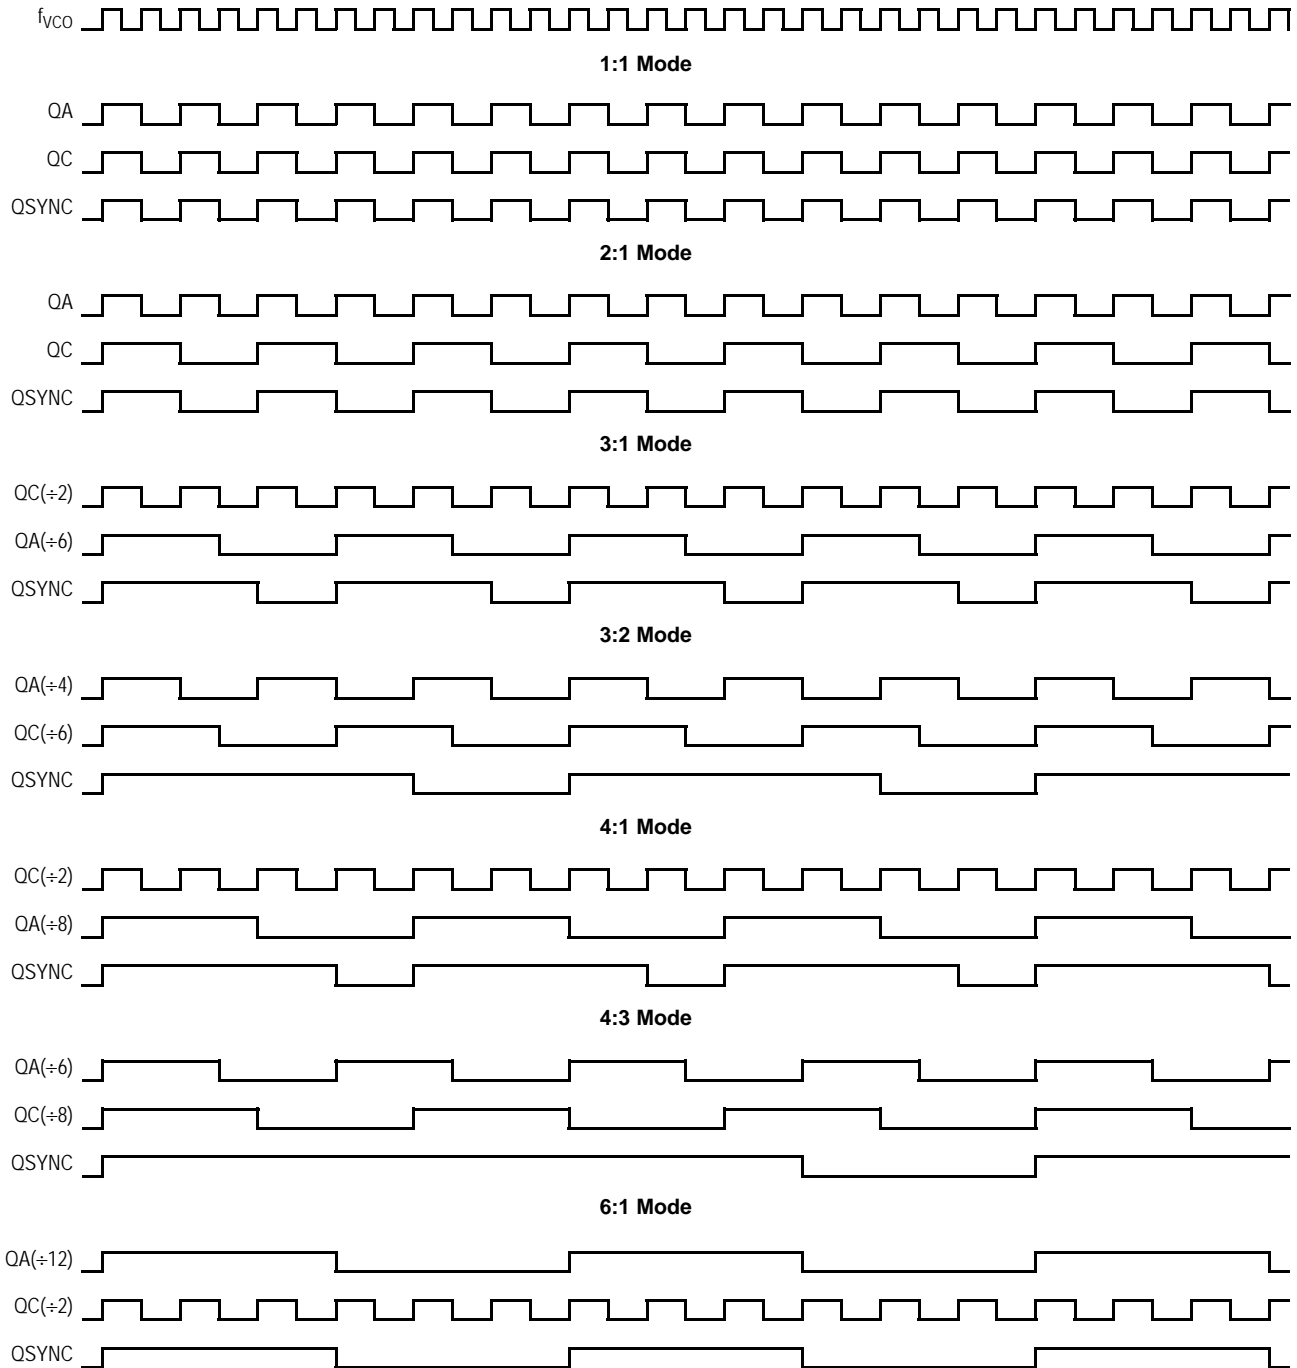 fVCO
1:1 Mode
QA
QC
QSYNC
2:1 Mode
QA
QC
QSYNC
3:1 Mode
QC(÷2)
QA(÷6)
QSYNC
3:2 Mode
QA(÷4)
QC(÷6)
QSYNC
4:1 Mode
QC(÷2)
QA(÷8)
QSYNC
4:3 Mode
QA(÷6)
QC(÷8)
QSYNC
6:1 Mode
QA(÷12)
QC(÷2)
QSYNC